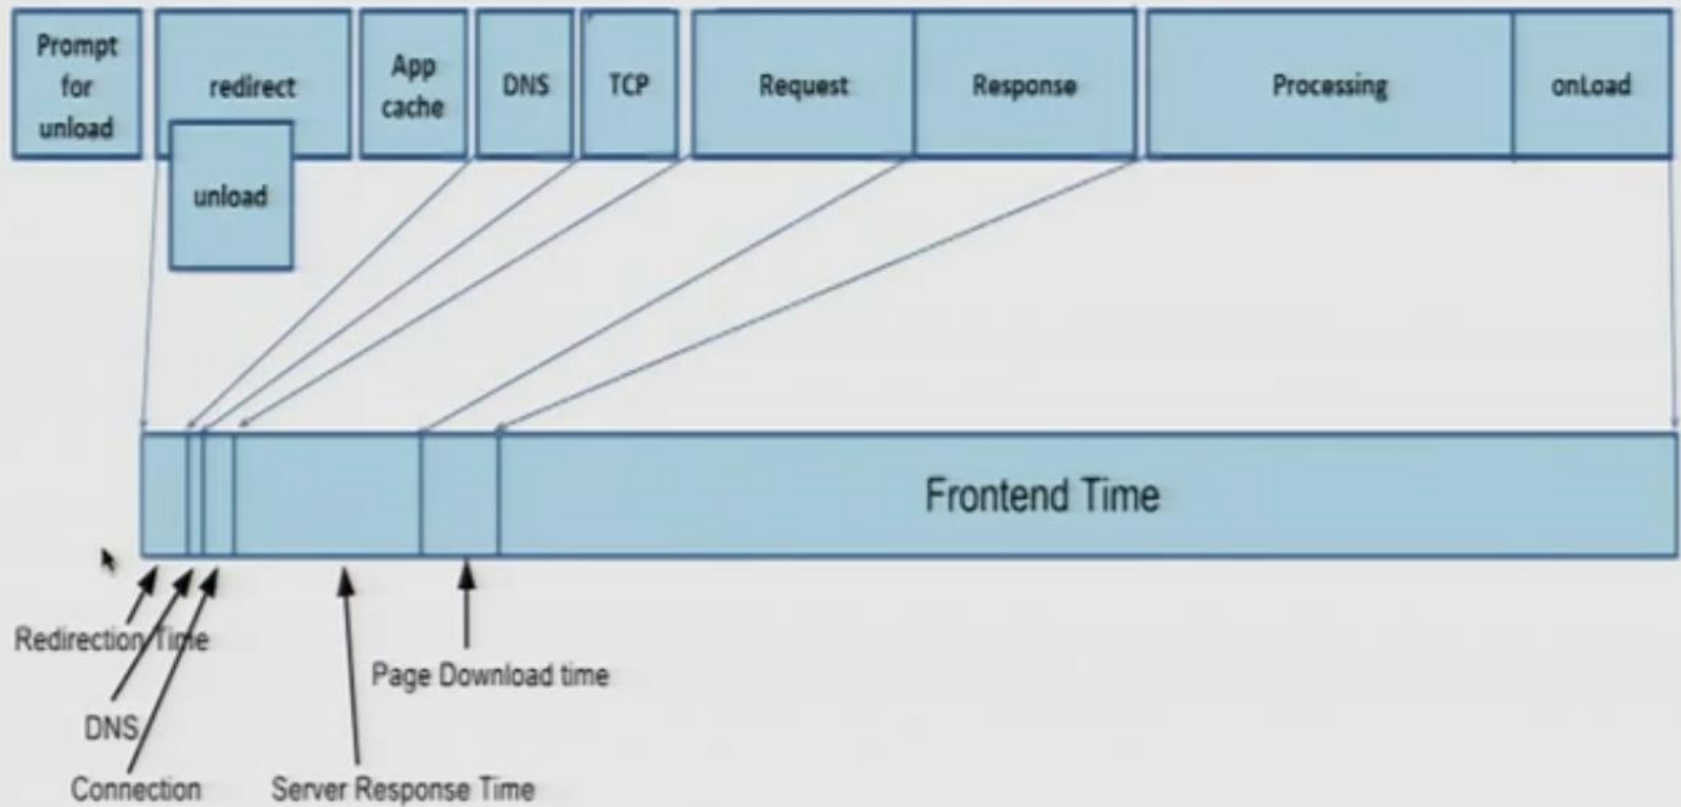 Prompt
for
unload
redirect
unload
App
cache
DNS
TCP
Request
Response
Processing
onLoad
Frontend Time
Redirection Time
Page Download time
DNS
Connection
Server Response Time